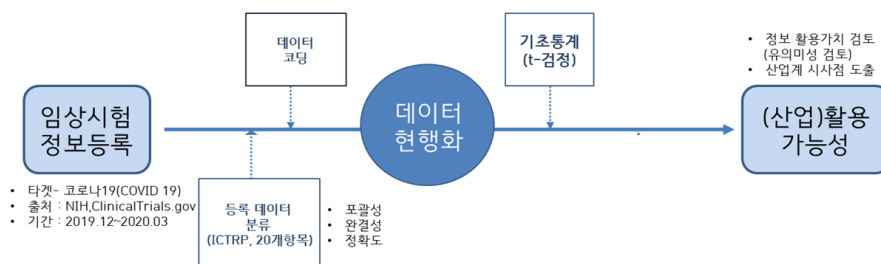 데이터
코딩
기초통계
(t-검정)
• 정보 활용가치 검토
(유의미성 검토)
• 산업계 시사점 도출
임상시험
정보등록
데이터
현행화
(산업)활용
가능성
• 타겟- 코로나19(COVID 19)
• 출처 : NIH,ClinicalTrials.gov
• 기간 : 2019.12~2020.03
등록 데이터
분류
(ICTRP, 20개항목)
• 포괄성
• 완결성
• 정확도